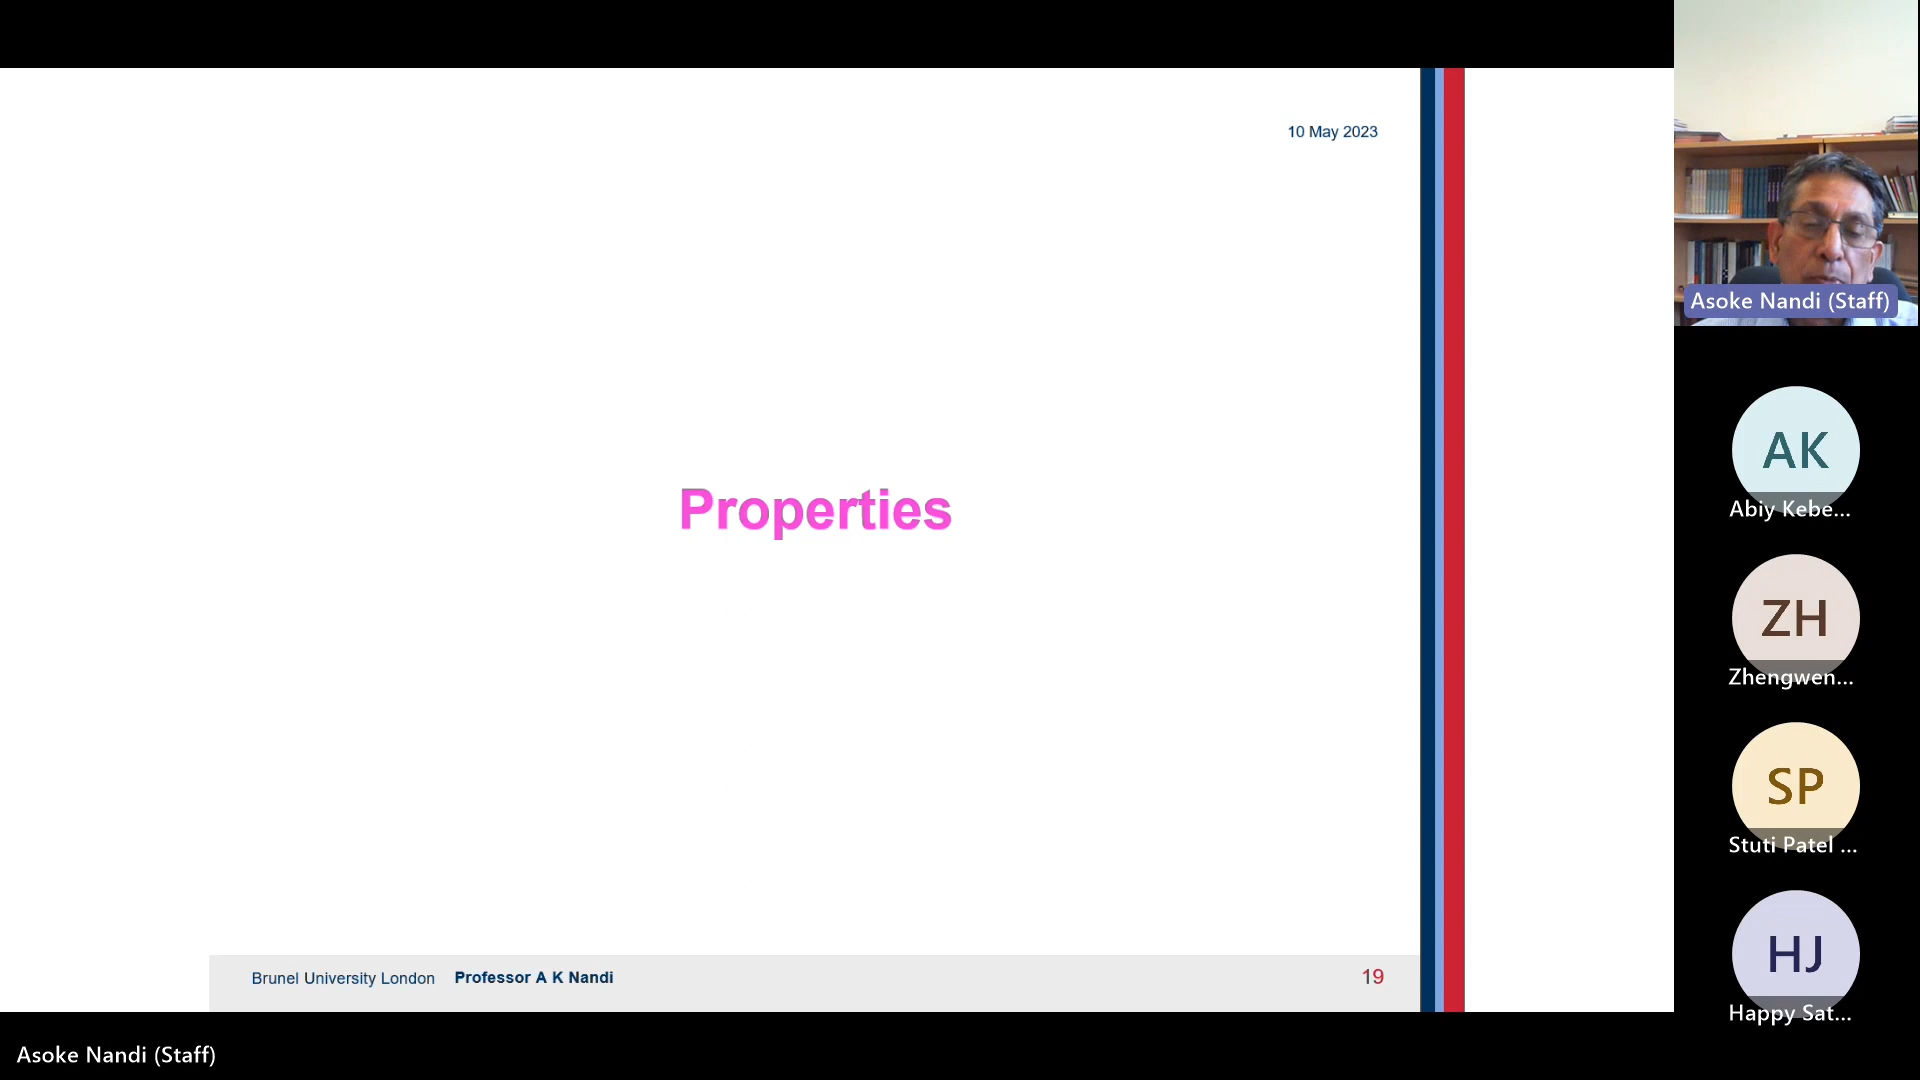 10 May 2023
Properties
Brunel University London Professor A K Nandi 19
Asoke Nandi (Staff)
AK
Abiy Kebe...
ZH
Zhengwen...
SP
Stuti Patel ...
HJ
Happy Sat...
Asoke Nandi (Staff)